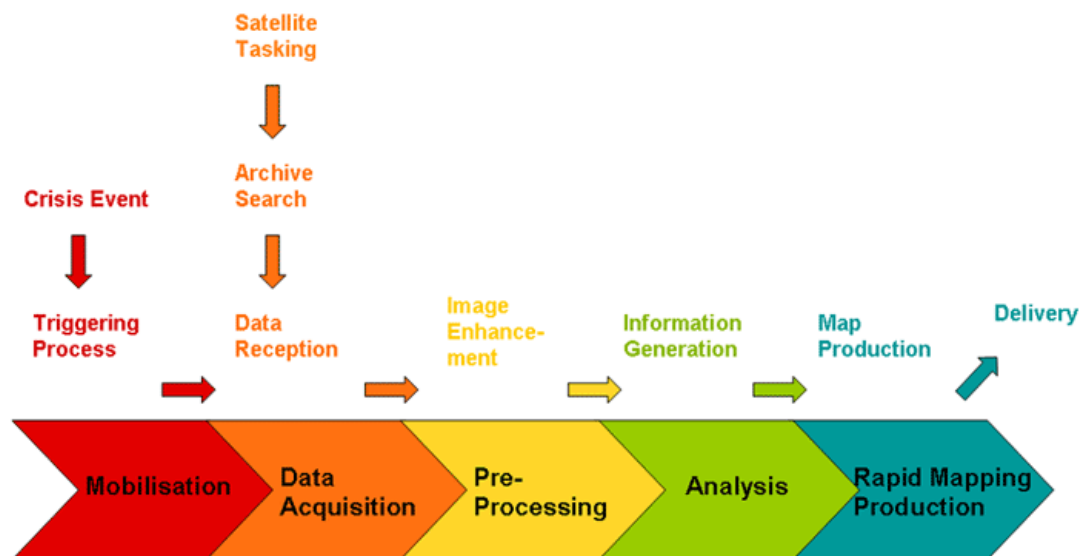 Satellite
Tasking
Archive
Search
Crisis Event
Triggering
Process
Data
Reception
Image
Enhance-
ment
Information
Generation
Map
Production
Delivery
Mobilisation
Data
Acquisition
Pre-
Processing
Analysis
Rapid Mapping
Production